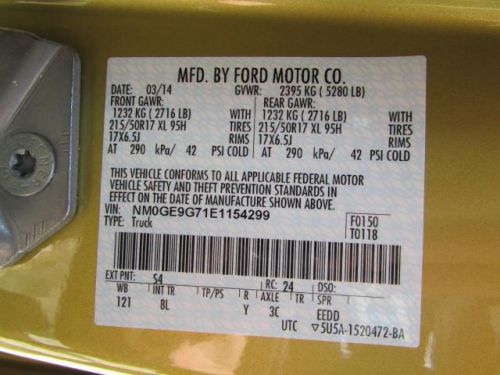 MFD. BY FORD MOTOR CO.
DATE: 03/14 GVWR: 2395 KG ( 5280 LB)
FRONT GAWR: REAR GAWR:
1232 KG ( 2716 LB) WITH 1232 KG ( 2716 LB) WITH
215/50R17 XL 95H TIRES 215/50R17 XL 95H TIRES
17X6.5J RIMS 17X6.5J RIMS
AT 290 kPa/ 42 PSI COLD AT 290 kPa/ 42 PSI COLD
THIS VEHICLE CONFORMS TO ALL APPLICABLE FEDERAL MOTOR
VEHICLE SAFETY AND THEFT PREVENTION STANDARDS IN
EFFECT ON THE DATE OF MANUFACTURE SHOWN ABOVE.
VIN: NM0GE9G71E1154299 F0150
TYPE: Truck T0118
EXT PNT: S4 RC: 24 DSO:
WB INT TR TP/PS R AXLE TR SPR
121 8L Y 3C EEDD
UTC ▽5U5A-1520472-BA